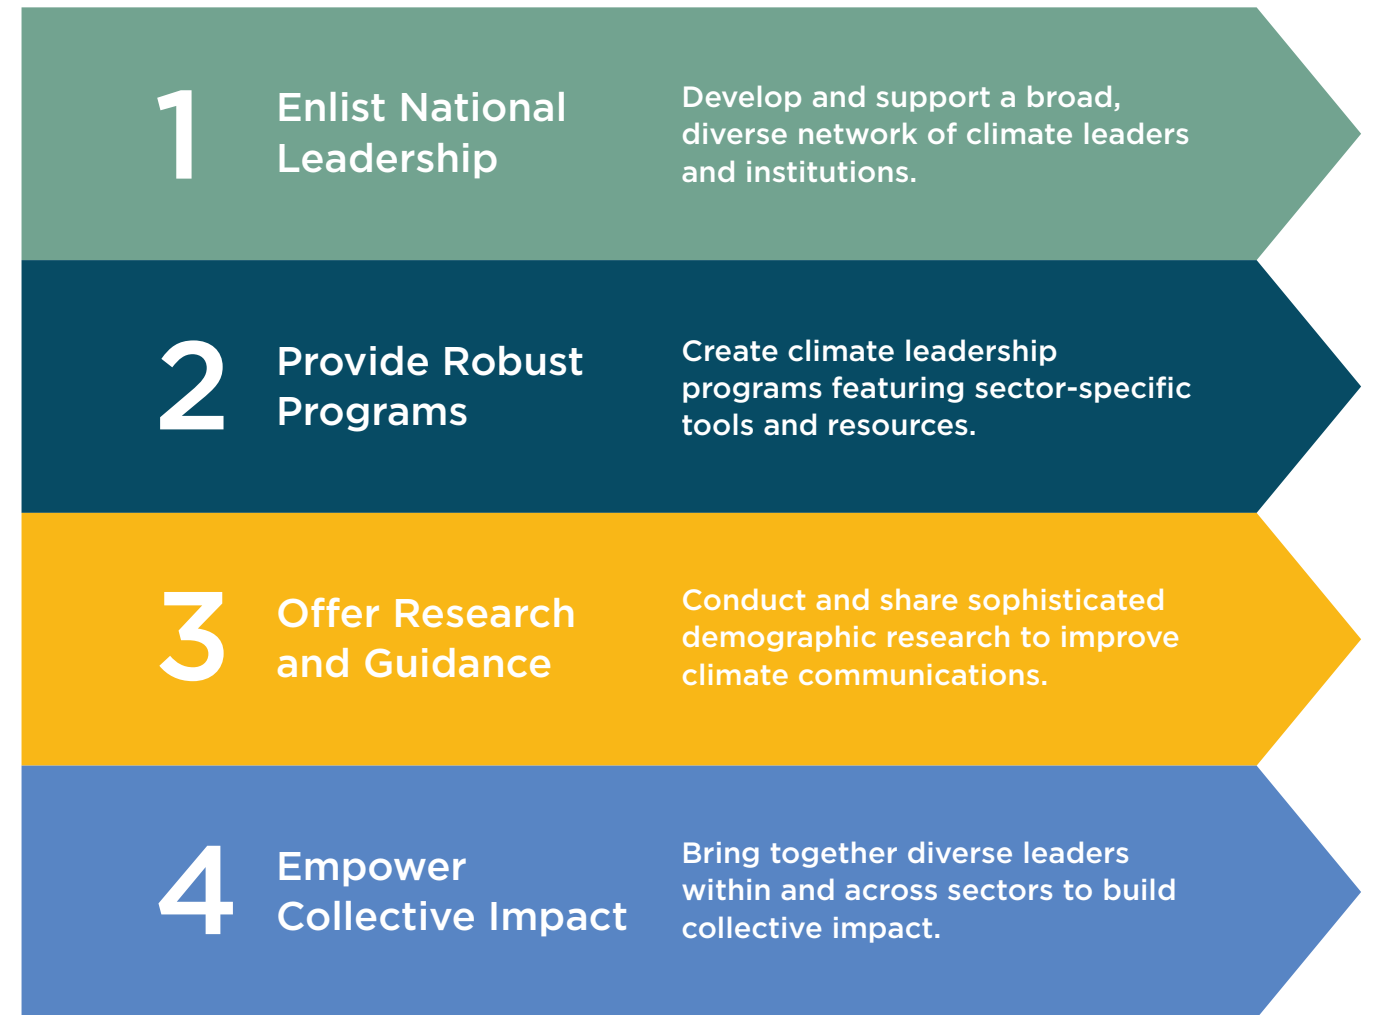 1
Enlist National
Leadership
Develop and support a broad,
diverse network of climate leaders
and institutions.
2
Provide Robust
Programs
Create climate leadership
programs featuring sector-specific
tools and resources.
3
Offer Research
and Guidance
Conduct and share sophisticated
demographic research to improve
climate communications.
4
Empower
Collective Impact
Bring together diverse leaders
within and across sectors to build
collective impact.